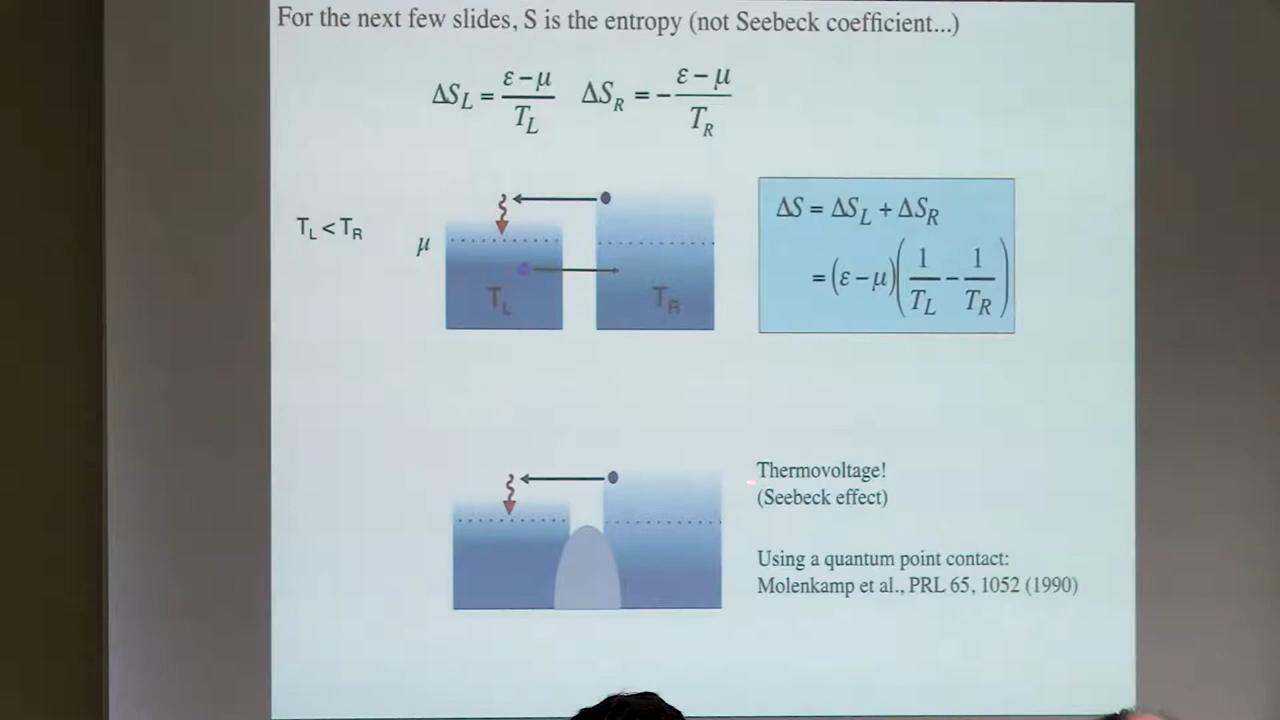 For the next few slides, S is the entropy (not Seebeck coefficient...)
ΔS_L = (ε−μ)/T_L ΔS_R = −(ε−μ)/T_R
T_L < T_R
μ
T_L
T_R
ΔS = ΔS_L + ΔS_R
= (ε−μ)(1/T_L − 1/T_R)
Thermovoltage!
(Seebeck effect)
Using a quantum point contact:
Molenkamp et al., PRL 65, 1052 (1990)